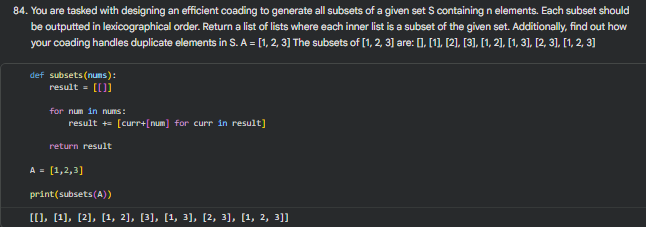 84. You are tasked with designing an efficient coading to generate all subsets of a given set S containing n elements. Each subset should
be outputted in lexicographical order. Return a list of lists where each inner list is a subset of the given set. Additionally, find out how
your coading handles duplicate elements in S. A = [1, 2, 3] The subsets of [1, 2, 3] are: [], [1], [2], [3], [1, 2], [1, 3], [2, 3], [1, 2, 3]
def subsets(nums):
result = [[]]
for num in nums:
result += [curr+[num] for curr in result]
return result
A = [1,2,3]
print(subsets(A))
[[], [1], [2], [1, 2], [3], [1, 3], [2, 3], [1, 2, 3]]